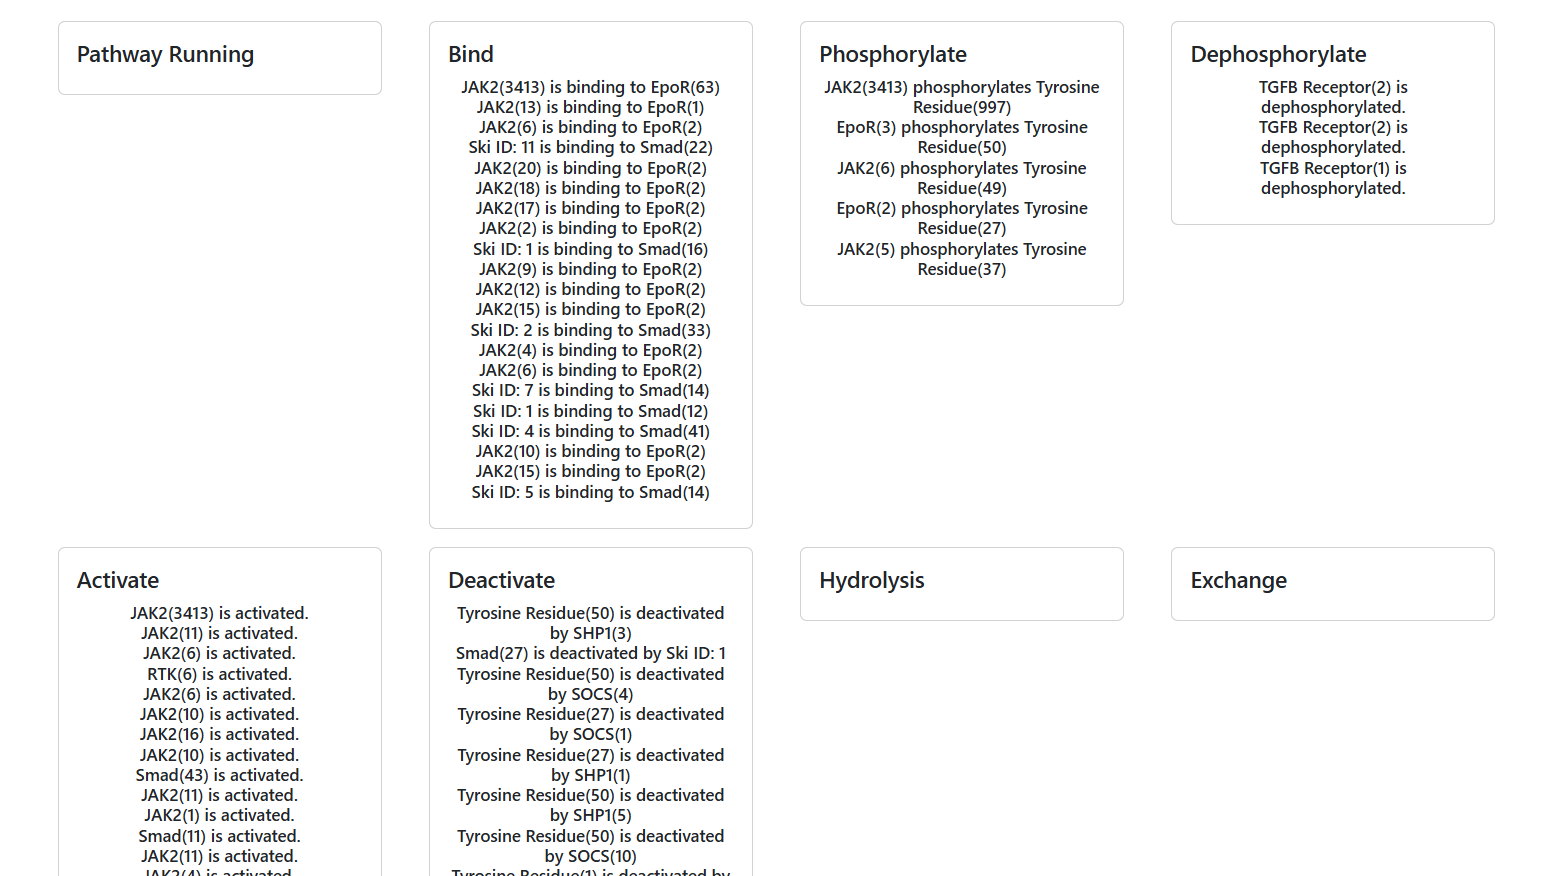 Pathway Running
Bind
JAK2(3413) is binding to EpoR(63)
JAK2(13) is binding to EpoR(1)
JAK2(6) is binding to EpoR(2)
Ski ID: 11 is binding to Smad(22)
JAK2(20) is binding to EpoR(2)
JAK2(18) is binding to EpoR(2)
JAK2(17) is binding to EpoR(2)
JAK2(2) is binding to EpoR(2)
Ski ID: 1 is binding to Smad(16)
JAK2(9) is binding to EpoR(2)
JAK2(12) is binding to EpoR(2)
JAK2(15) is binding to EpoR(2)
Ski ID: 2 is binding to Smad(33)
JAK2(4) is binding to EpoR(2)
JAK2(6) is binding to EpoR(2)
Ski ID: 7 is binding to Smad(14)
Ski ID: 1 is binding to Smad(12)
Ski ID: 4 is binding to Smad(41)
JAK2(10) is binding to EpoR(2)
JAK2(15) is binding to EpoR(2)
Ski ID: 5 is binding to Smad(14)
Phosphorylate
JAK2(3413) phosphorylates Tyrosine
Residue(997)
EpoR(3) phosphorylates Tyrosine
Residue(50)
JAK2(6) phosphorylates Tyrosine
Residue(49)
EpoR(2) phosphorylates Tyrosine
Residue(27)
JAK2(5) phosphorylates Tyrosine
Residue(37)
Dephosphorylate
TGFB Receptor(2) is
dephosphorylated.
TGFB Receptor(2) is
dephosphorylated.
TGFB Receptor(1) is
dephosphorylated.
Activate
JAK2(3413) is activated.
JAK2(11) is activated.
JAK2(6) is activated.
RTK(6) is activated.
JAK2(6) is activated.
JAK2(10) is activated.
JAK2(16) is activated.
JAK2(10) is activated.
Smad(43) is activated.
JAK2(11) is activated.
JAK2(1) is activated.
Smad(11) is activated.
JAK2(11) is activated.
JAK2(4) is activated.
Deactivate
Tyrosine Residue(50) is deactivated
by SHP1(3)
Smad(27) is deactivated by Ski ID: 1
Tyrosine Residue(50) is deactivated
by SOCS(4)
Tyrosine Residue(27) is deactivated
by SOCS(1)
Tyrosine Residue(27) is deactivated
by SHP1(1)
Tyrosine Residue(50) is deactivated
by SHP1(5)
Tyrosine Residue(50) is deactivated
by SOCS(10)
Tyrosine Residue(1) is deactivated by
Hydrolysis
Exchange